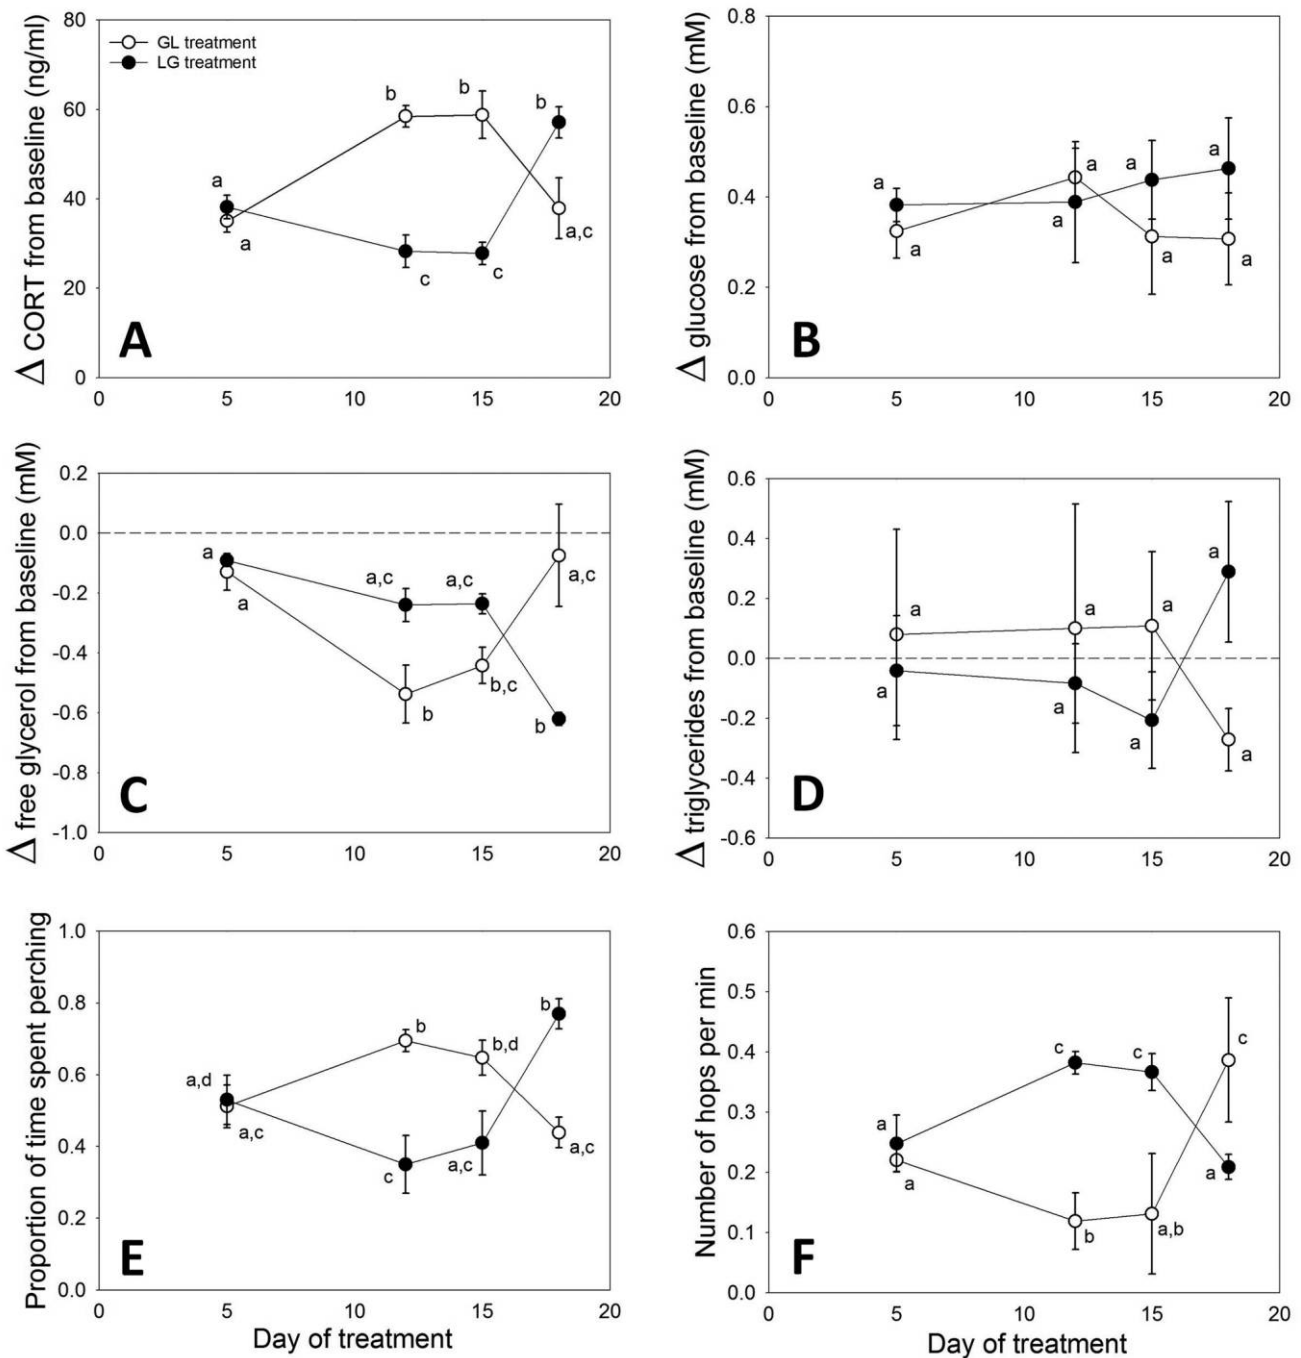 Δ CORT from baseline (ng/ml)
80
60
40
20
0
GL treatment
LG treatment
a
a
b
b
b
c
c
a,c
A
0
5
10
15
20
Δ glucose from baseline (mM)
0.8
0.6
0.4
0.2
0.0
a
a
a
a
a
a
a
a
B
0
5
10
15
20
Δ free glycerol from baseline (mM)
0.2
0.0
-0.2
-0.4
-0.6
-0.8
-1.0
a
a
a,c
a,c
a,c
b
b,c
b
C
0
5
10
15
20
Δ triglycerides from baseline (mM)
0.6
0.4
0.2
0.0
-0.2
-0.4
-0.6
a
a
a
a
a
a
a
a
D
0
5
10
15
20
Proportion of time spent perching
1.0
0.8
0.6
0.4
0.2
0.0
a,d
a,c
b
b,d
b
c
a,c
a,c
E
0
5
10
15
20
Day of treatment
Number of hops per min
0.6
0.5
0.4
0.3
0.2
0.1
0.0
a
a
c
c
c
b
a,b
a
F
0
5
10
15
20
Day of treatment